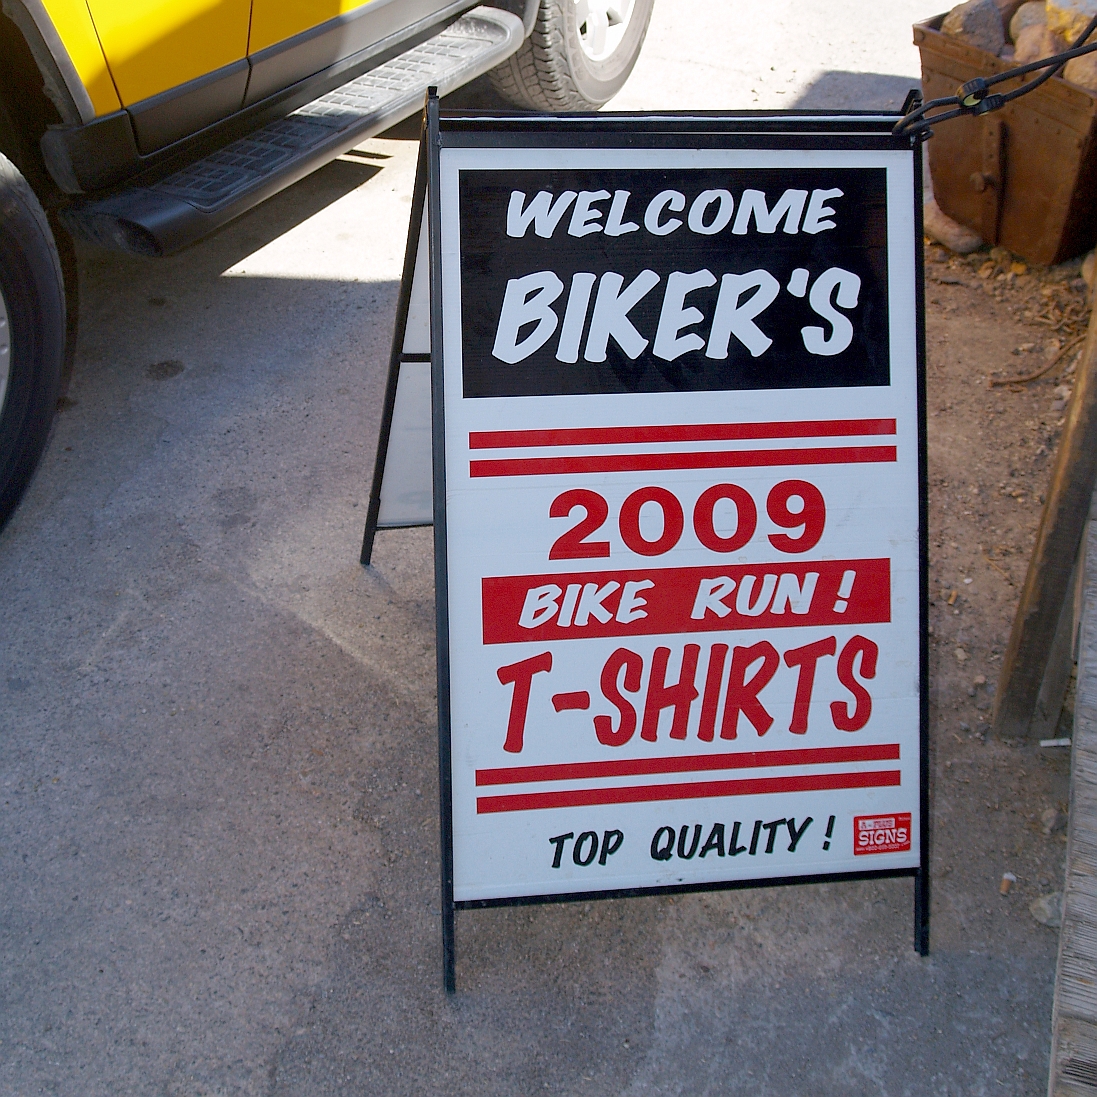 WELCOME
BIKER'S
2009
BIKE RUN!
T-SHIRTS
TOP QUALITY!
SIGNS